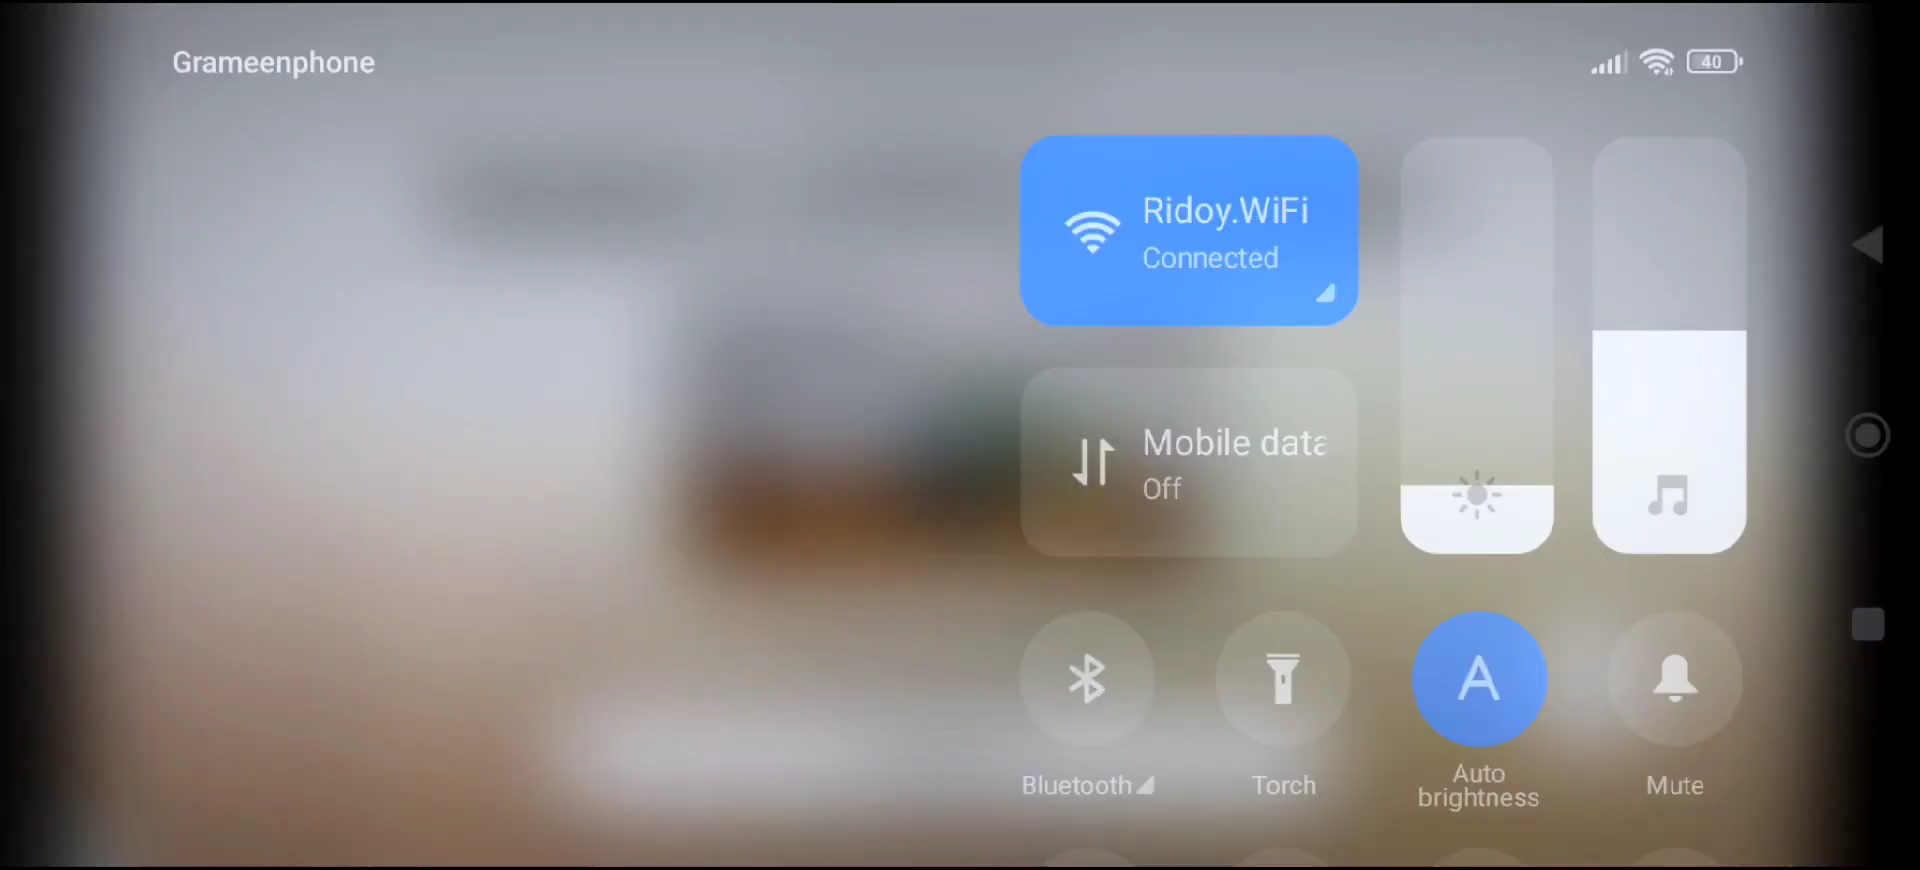 Grameenphone
40
Ridoy.WiFi
Connected
Mobile data
Off
Bluetooth
Torch
A
Auto
brightness
Mute